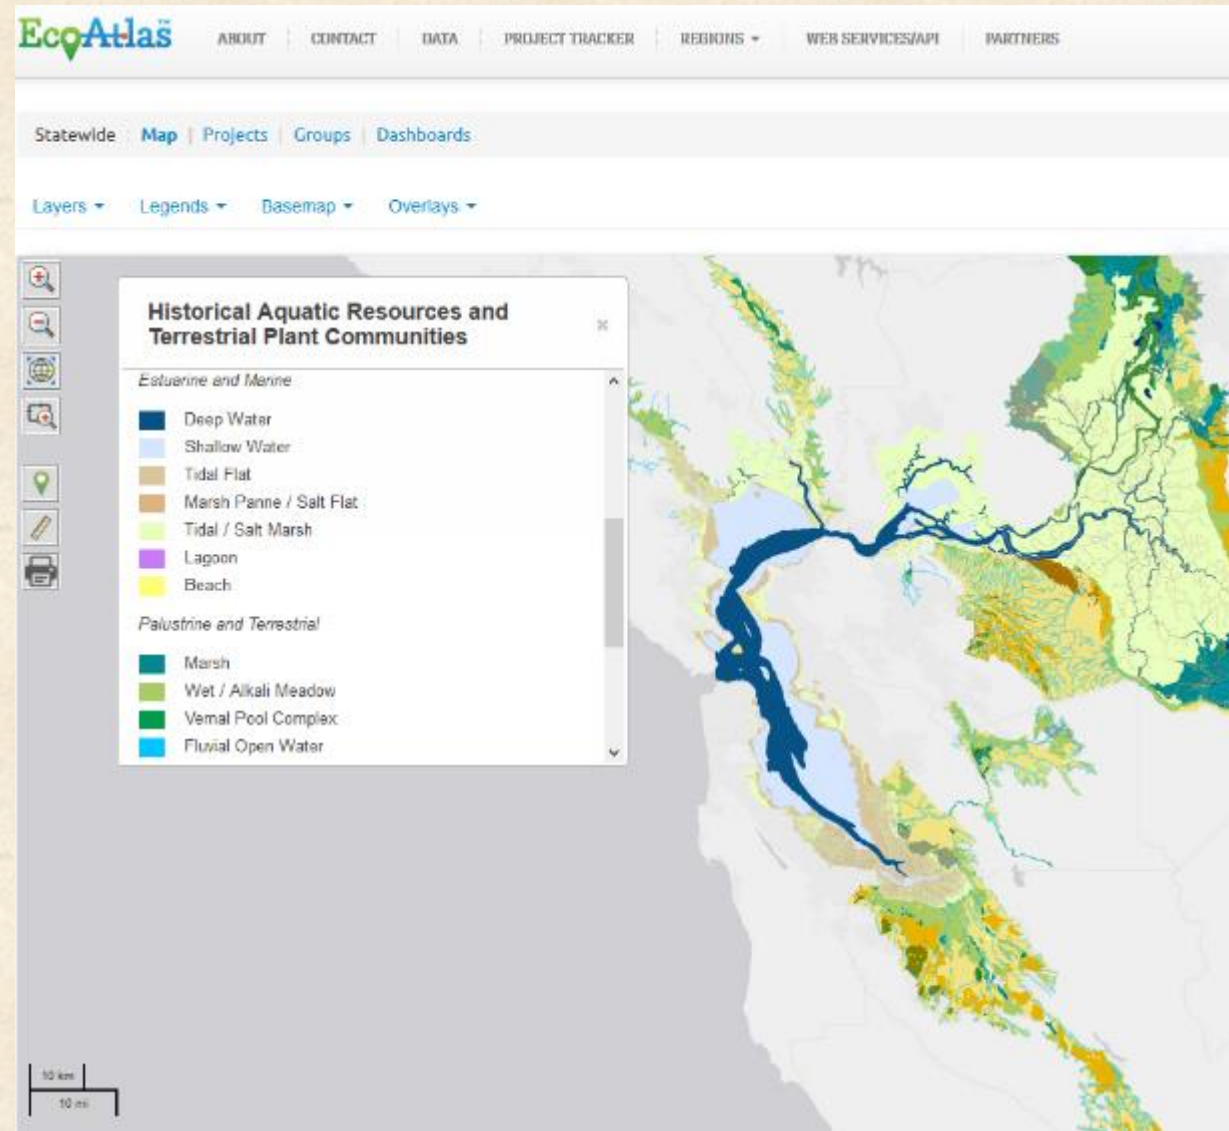 EcoAtlas™
ABOUT CONTACT DATA PROJECT TRACKER REGIONS WEB SERVICES/API PARTNERS
Statewide Map | Projects | Groups | Dashboards
Layers Legends Basemap Overlays
Historical Aquatic Resources and
Terrestrial Plant Communities
Estuarine and Marine
Deep Water
Shallow Water
Tidal Flat
Marsh Panne / Salt Flat
Tidal / Salt Marsh
Lagoon
Beach
Palustrine and Terrestrial
Marsh
Wet / Alkali Meadow
Vernal Pool Complex
Fluvial Open Water
10 km
10 mi